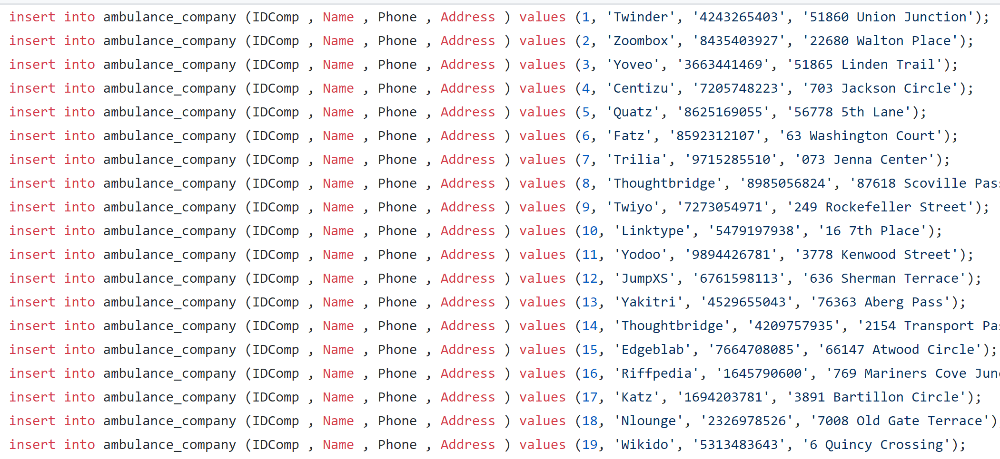 insert into ambulance_company (IDComp , Name , Phone , Address ) values (1, 'Twinder', '4243265403', '51860 Union Junction');
insert into ambulance_company (IDComp , Name , Phone , Address ) values (2, 'Zoombox', '8435403927', '22680 Walton Place');
insert into ambulance_company (IDComp , Name , Phone , Address ) values (3, 'Yoveo', '3663441469', '51865 Linden Trail');
insert into ambulance_company (IDComp , Name , Phone , Address ) values (4, 'Centizu', '7205748223', '703 Jackson Circle');
insert into ambulance_company (IDComp , Name , Phone , Address ) values (5, 'Quatz', '8625169055', '56778 5th Lane');
insert into ambulance_company (IDComp , Name , Phone , Address ) values (6, 'Fatz', '8592312107', '63 Washington Court');
insert into ambulance_company (IDComp , Name , Phone , Address ) values (7, 'Trilia', '9715285510', '073 Jenna Center');
insert into ambulance_company (IDComp , Name , Phone , Address ) values (8, 'Thoughtbridge', '8985056824', '87618 Scoville Pas
insert into ambulance_company (IDComp , Name , Phone , Address ) values (9, 'Twiyo', '7273054971', '249 Rockefeller Street');
insert into ambulance_company (IDComp , Name , Phone , Address ) values (10, 'Linktype', '5479197938', '16 7th Place');
insert into ambulance_company (IDComp , Name , Phone , Address ) values (11, 'Yodoo', '9894426781', '3778 Kenwood Street');
insert into ambulance_company (IDComp , Name , Phone , Address ) values (12, 'JumpXS', '6761598113', '636 Sherman Terrace');
insert into ambulance_company (IDComp , Name , Phone , Address ) values (13, 'Yakitri', '4529655043', '76363 Aberg Pass');
insert into ambulance_company (IDComp , Name , Phone , Address ) values (14, 'Thoughtbridge', '4209757935', '2154 Transport Pa
insert into ambulance_company (IDComp , Name , Phone , Address ) values (15, 'Edgeblab', '7664708085', '66147 Atwood Circle');
insert into ambulance_company (IDComp , Name , Phone , Address ) values (16, 'Riffpedia', '1645790600', '769 Mariners Cove Jun
insert into ambulance_company (IDComp , Name , Phone , Address ) values (17, 'Katz', '1694203781', '3891 Bartillon Circle');
insert into ambulance_company (IDComp , Name , Phone , Address ) values (18, 'Nlounge', '2326978526', '7008 Old Gate Terrace')
insert into ambulance_company (IDComp , Name , Phone , Address ) values (19, 'Wikido', '5313483643', '6 Quincy Crossing');